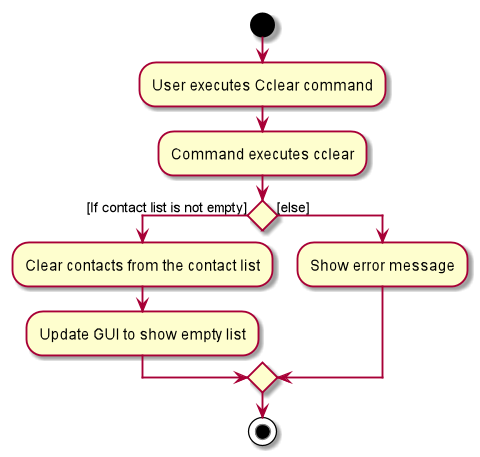 User executes Cclear command
Command executes cclear
[If contact list is not empty]
[else]
Clear contacts from the contact list
Show error message
Update GUI to show empty list